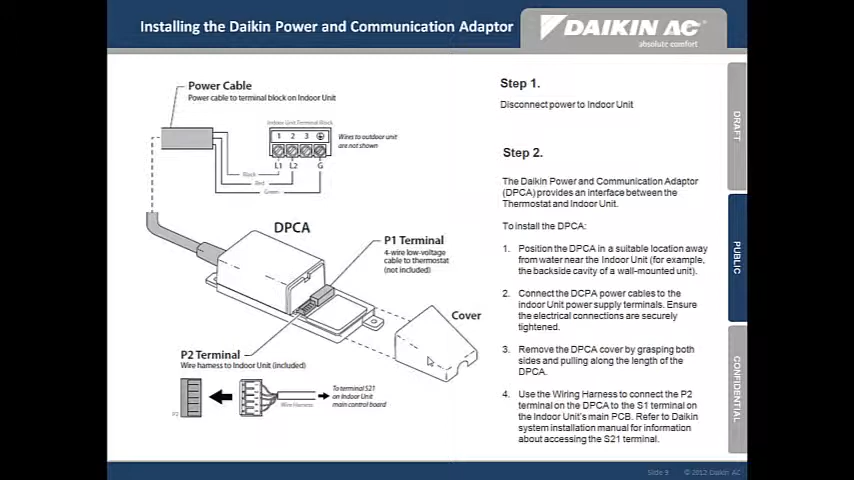 Installing the Daikin Power and Communication Adaptor
DAIKIN AC
absolute comfort
Power Cable
Power cable to terminal block on Indoor Unit
Indoor Unit Terminal Block
1 2 3
Wires to outdoor unit
are not shown
L1 L2 G
Black
Red
Green
DPCA
P1 Terminal
4-wire low-voltage
cable to thermostat
(not included)
Cover
P2 Terminal
Wire harness to Indoor Unit (included)
P2
Wire Harness
To terminal S21
on Indoor Unit
main control board
Step 1.
Disconnect power to Indoor Unit
Step 2.
The Daikin Power and Communication Adaptor
(DPCA) provides an interface between the
Thermostat and Indoor Unit.
To install the DPCA:
1. Position the DPCA in a suitable location away
from water near the Indoor Unit (for example,
the backside cavity of a wall-mounted unit).
2. Connect the DCPA power cables to the
indoor Unit power supply terminals. Ensure
the electrical connections are securely
tightened.
3. Remove the DPCA cover by grasping both
sides and pulling along the length of the
DPCA.
4. Use the Wiring Harness to connect the P2
terminal on the DPCA to the S1 terminal on
the Indoor Unit's main PCB. Refer to Daikin
system installation manual for information
about accessing the S21 terminal.
DRAFT
PUBLIC
CONFIDENTIAL
Slide 9 © 2012 Daikin AC